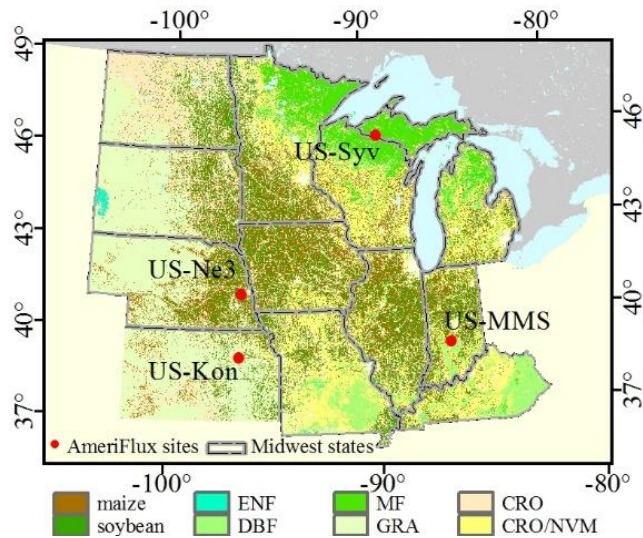 -100° -90° -80°
49°
46°
43°
40°
37°
45°
43°
40°
37°
US-Syv
US-Ne3
US-MMS
US-Kon
AmeriFlux sites Midwest states
-100° -90° -80°
maize ENF MF CRO
soybean DBF GRA CRO/NVM